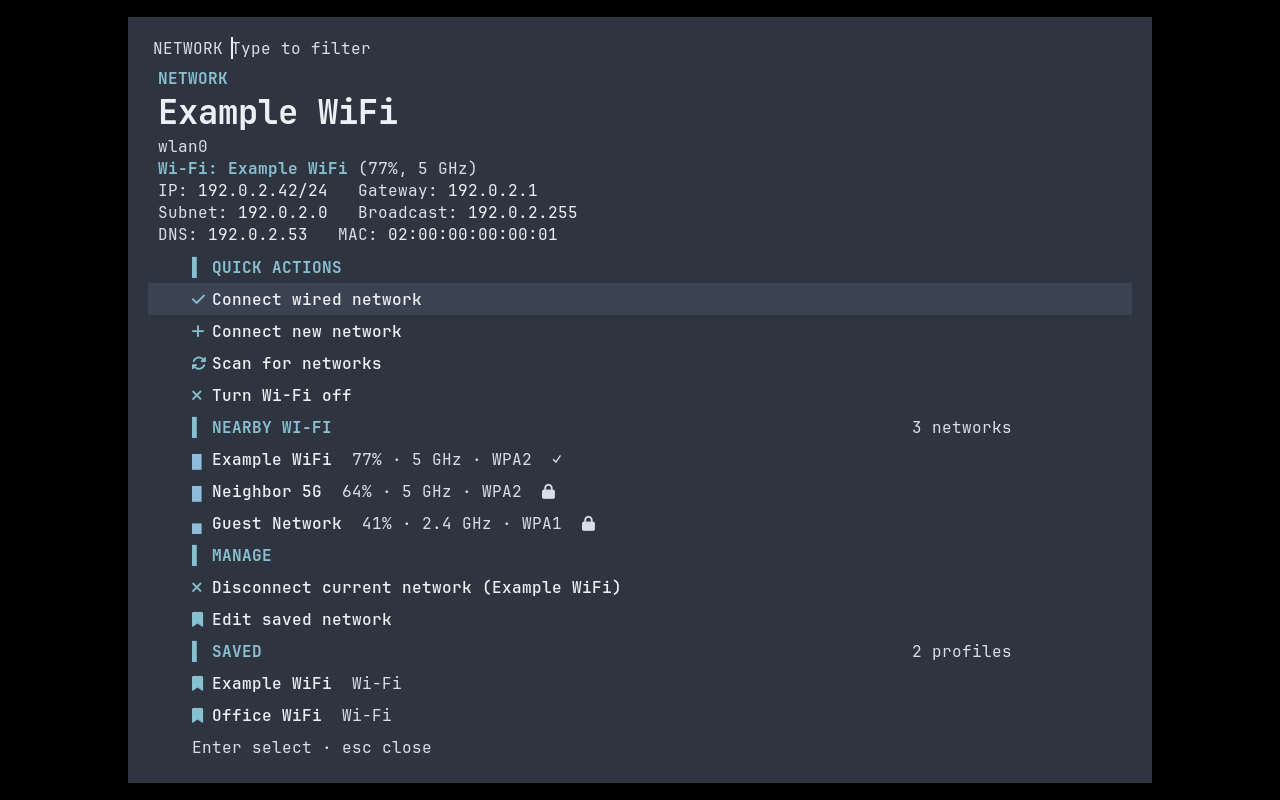 NETWORK Type to filter
NETWORK
Example WiFi
wlan0
Wi-Fi: Example WiFi (77%, 5 GHz)
IP: 192.0.2.42/24   Gateway: 192.0.2.1
Subnet: 192.0.2.0   Broadcast: 192.0.2.255
DNS: 192.0.2.53   MAC: 02:00:00:00:00:01
QUICK ACTIONS
Connect wired network
Connect new network
Scan for networks
Turn Wi-Fi off
NEARBY WI-FI   3 networks
Example WiFi  77% · 5 GHz · WPA2  ✓
Neighbor 5G  64% · 5 GHz · WPA2
Guest Network  41% · 2.4 GHz · WPA1
MANAGE
Disconnect current network (Example WiFi)
Edit saved network
SAVED   2 profiles
Example WiFi  Wi-Fi
Office WiFi  Wi-Fi
Enter select · esc close